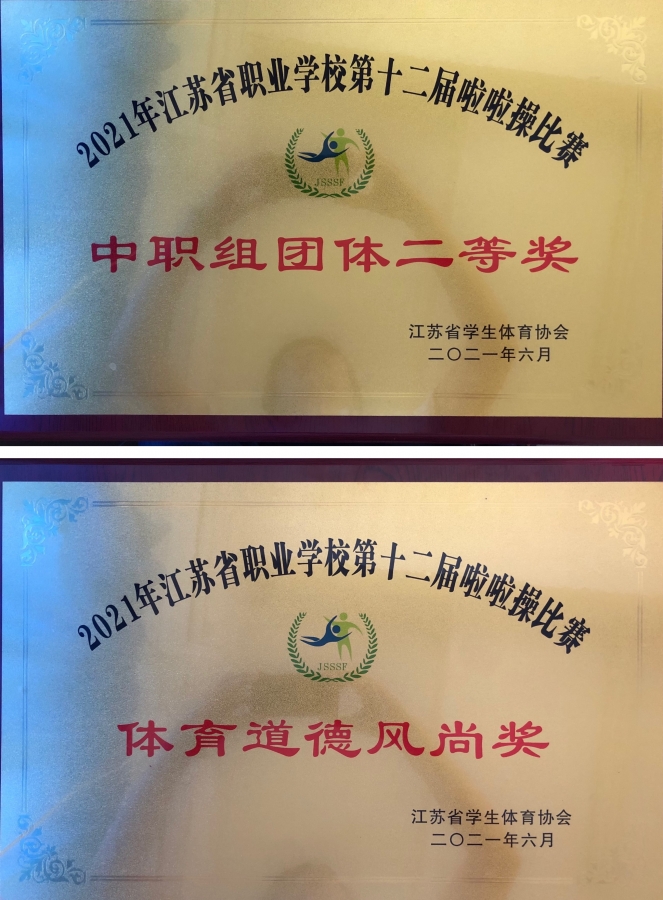 2021年江苏省职业学校第十二届啦啦操比赛
JSSSF
中职组团体二等奖
江苏省学生体育协会
二〇二一年六月
2021年江苏省职业学校第十二届啦啦操比赛
JSSSF
体育道德风尚奖
江苏省学生体育协会
二〇二一年六月